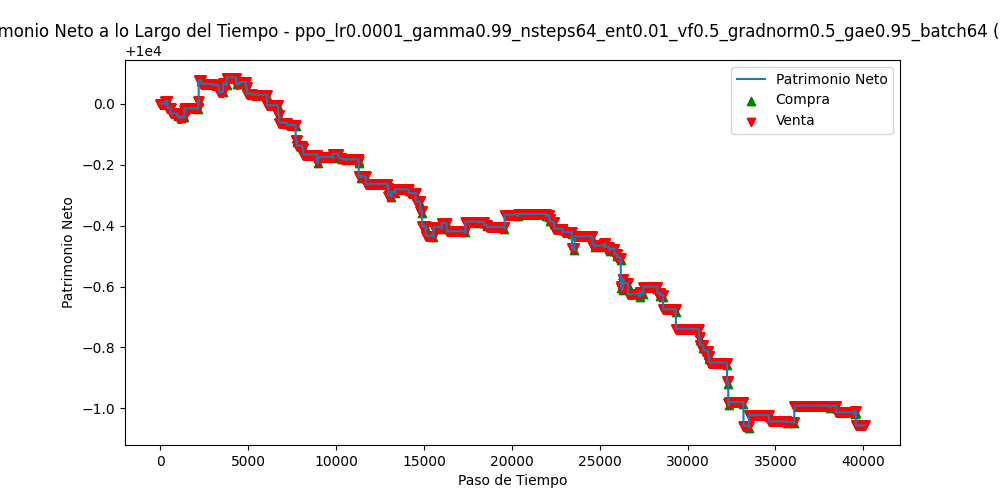 monio Neto a lo Largo del Tiempo - ppo_lr0.0001_gamma0.99_nsteps64_ent0.01_vf0.5_gradnorm0.5_gae0.95_batch64 (
+1e4
Patrimonio Neto
Compra
Venta
0.0
−0.2
−0.4
−0.6
−0.8
−1.0
Patrimonio Neto
0
5000
10000
15000
20000
25000
30000
35000
40000
Paso de Tiempo